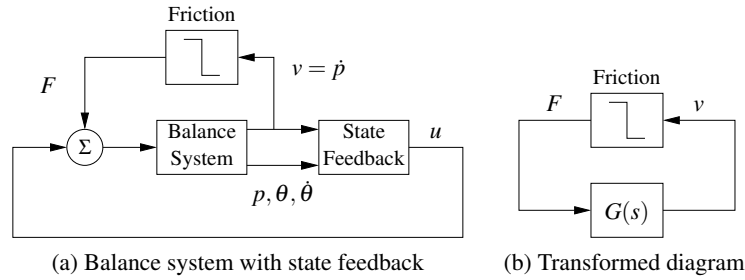 Friction
F
v = ṗ
Σ
Balance
System
State
Feedback
u
p, θ, θ̇
(a) Balance system with state feedback
Friction
F
v
G(s)
(b) Transformed diagram